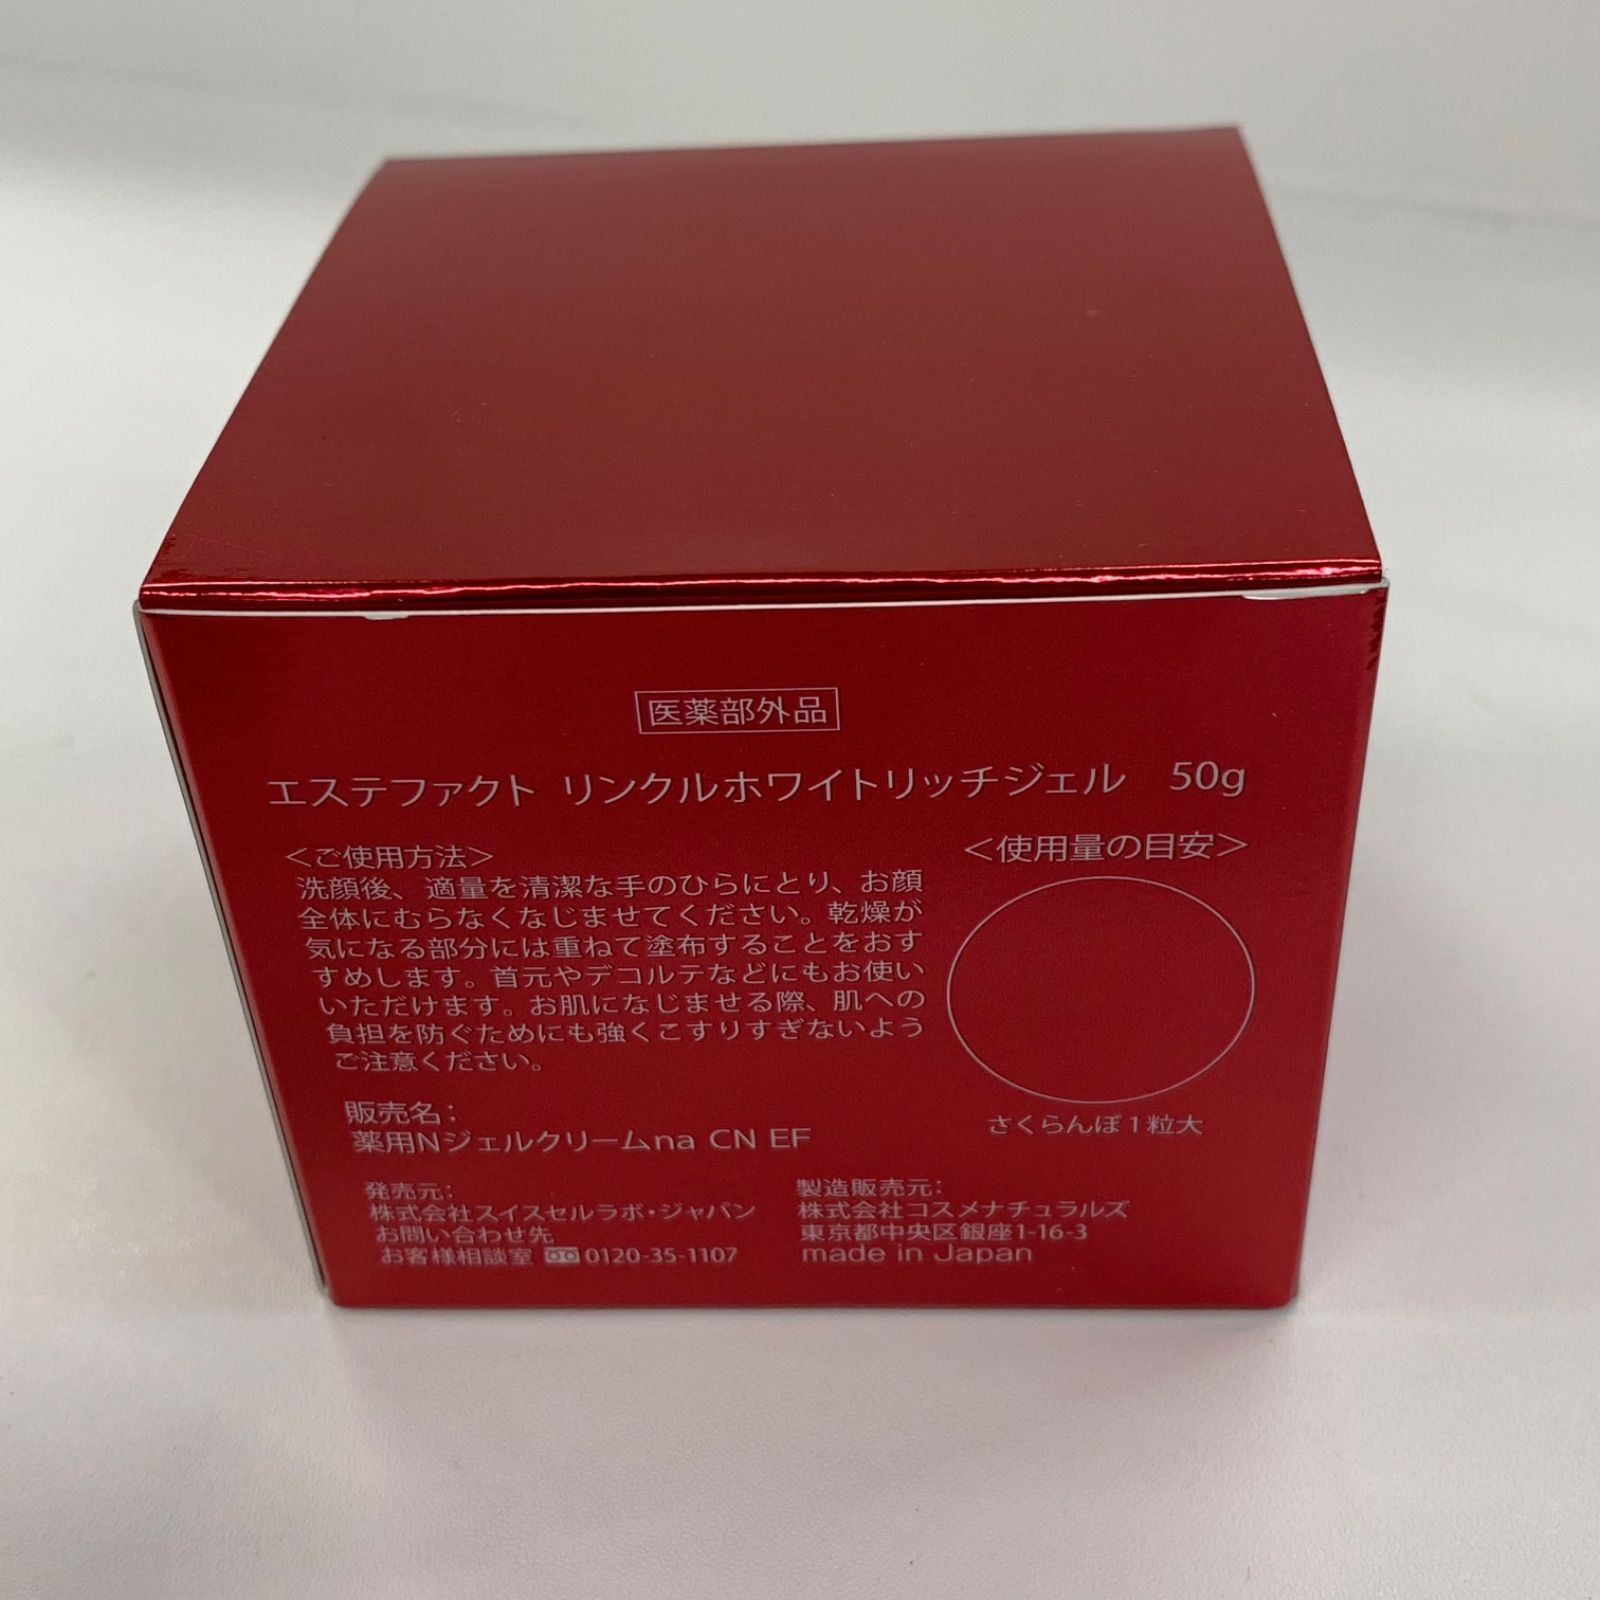 医薬部外品
エステファクト リンクルホワイトリッチジェル 50g
<ご使用方法>
洗顔後、適量を清潔な手のひらにとり、お顔
全体にむらなくなじませてください。乾燥が
気になる部分には重ねて塗布することをおす
すめします。首元やデコルテなどにもお使い
いただけます。お肌になじませる際、肌への
負担を防ぐためにも強くこすりすぎないよう
ご注意ください。
<使用量の目安>
さくらんぼ1粒大
販売名:
薬用Nジェルクリームna CN EF
発売元:
株式会社スイスセルラボ・ジャパン
お問い合わせ先
お客様相談室 0120-35-1107
製造販売元:
株式会社コスメナチュラルズ
東京都中央区銀座1-16-3
made in Japan